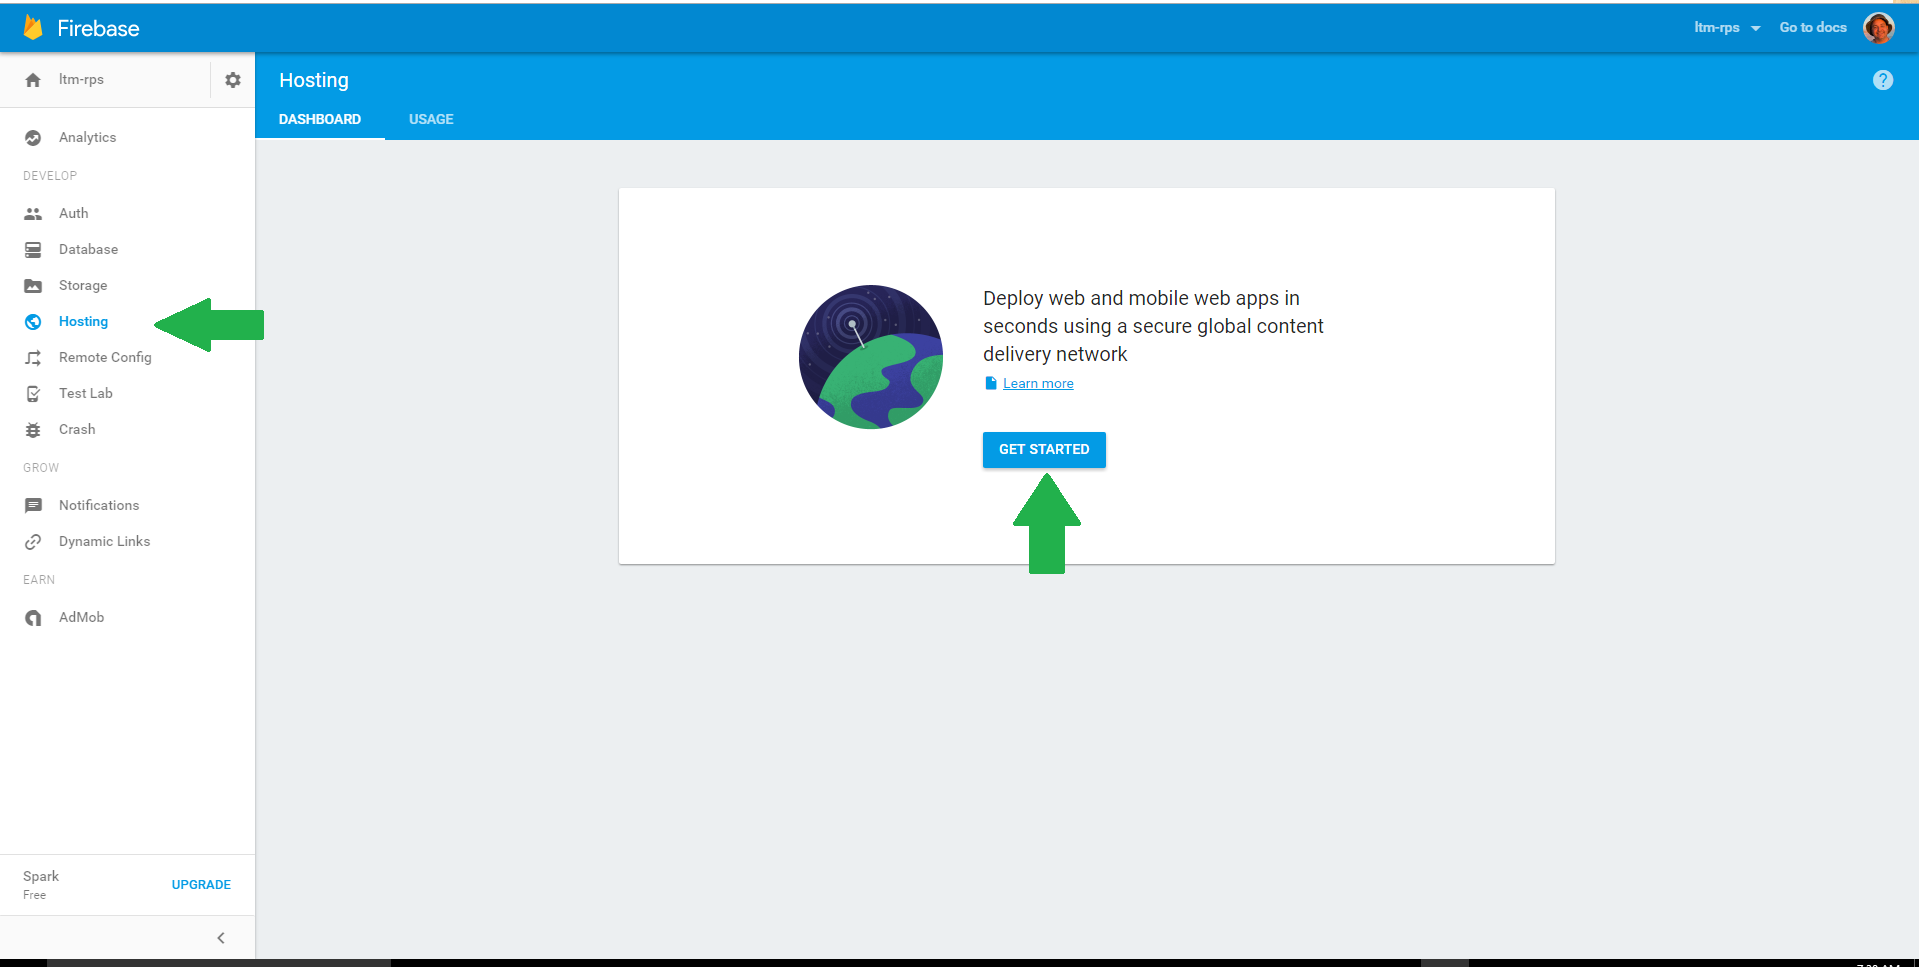 Firebase
ltm-rps
Go to docs
ltm-rps
Hosting
DASHBOARD
USAGE
Analytics
DEVELOP
Auth
Database
Storage
Hosting
Remote Config
Test Lab
Crash
GROW
Notifications
Dynamic Links
EARN
AdMob
Deploy web and mobile web apps in
seconds using a secure global content
delivery network
Learn more
GET STARTED
Spark
Free
UPGRADE